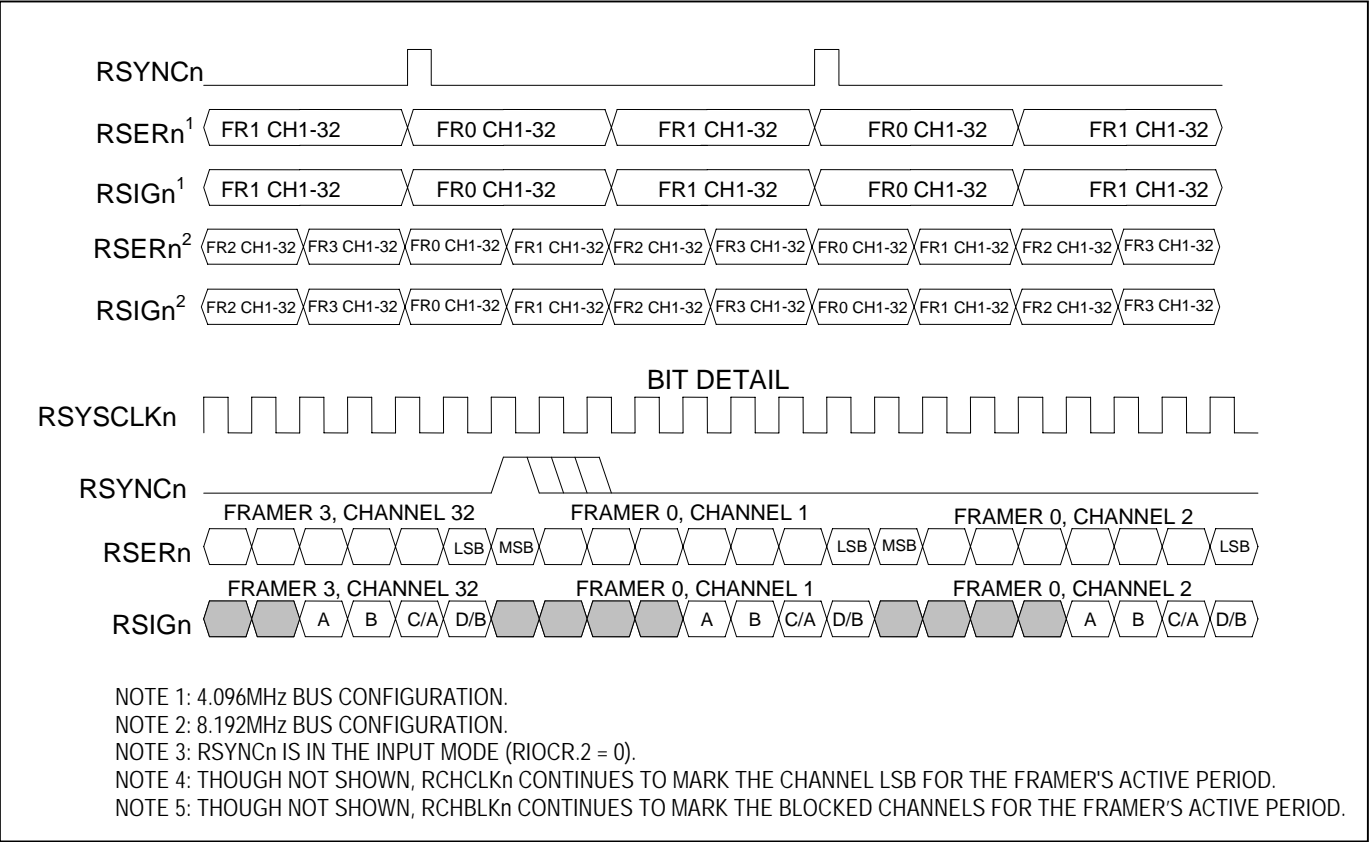 RSYNCn
RSERn1 FR1 CH1-32 FR0 CH1-32 FR1 CH1-32 FR0 CH1-32 FR1 CH1-32
RSIGn1 FR1 CH1-32 FR0 CH1-32 FR1 CH1-32 FR0 CH1-32 FR1 CH1-32
RSERn2 FR2 CH1-32 FR3 CH1-32 FR0 CH1-32 FR1 CH1-32 FR2 CH1-32 FR3 CH1-32 FR0 CH1-32 FR1 CH1-32 FR2 CH1-32 FR3 CH1-32
RSIGn2 FR2 CH1-32 FR3 CH1-32 FR0 CH1-32 FR1 CH1-32 FR2 CH1-32 FR3 CH1-32 FR0 CH1-32 FR1 CH1-32 FR2 CH1-32 FR3 CH1-32
BIT DETAIL
RSYSCLKn
RSYNCn
FRAMER 3, CHANNEL 32 FRAMER 0, CHANNEL 1 FRAMER 0, CHANNEL 2
RSERn LSB MSB LSB MSB LSB
FRAMER 3, CHANNEL 32 FRAMER 0, CHANNEL 1 FRAMER 0, CHANNEL 2
RSIGn A B C/A D/B A B C/A D/B A B C/A D/B
NOTE 1: 4.096MHz BUS CONFIGURATION.
NOTE 2: 8.192MHz BUS CONFIGURATION.
NOTE 3: RSYNCn IS IN THE INPUT MODE (RIOCR.2 = 0).
NOTE 4: THOUGH NOT SHOWN, RCHCLKn CONTINUES TO MARK THE CHANNEL LSB FOR THE FRAMER'S ACTIVE PERIOD.
NOTE 5: THOUGH NOT SHOWN, RCHBLKn CONTINUES TO MARK THE BLOCKED CHANNELS FOR THE FRAMER’S ACTIVE PERIOD.